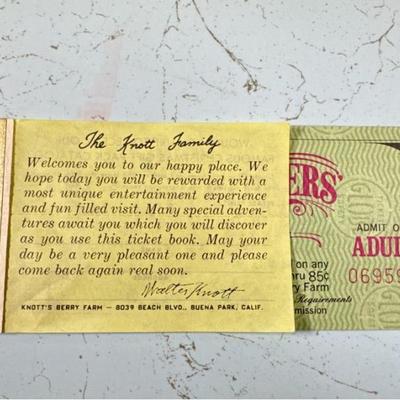 The Knott Family
Welcomes you to our happy place. We
hope today you will be rewarded with a
most unique entertainment experience
and fun filled visit. Many special adven-
tures await you which you will discover
as you use this ticket book. May your
day be a very pleasant one and please
come back again real soon.
Walter Knott
KNOTT'S BERRY FARM — 8039 BEACH BLVD., BUENA PARK, CALIF.
ERS'
ADMIT O
ADUL
on any
ru 85¢
ry Farm
Requirements
mission
0695